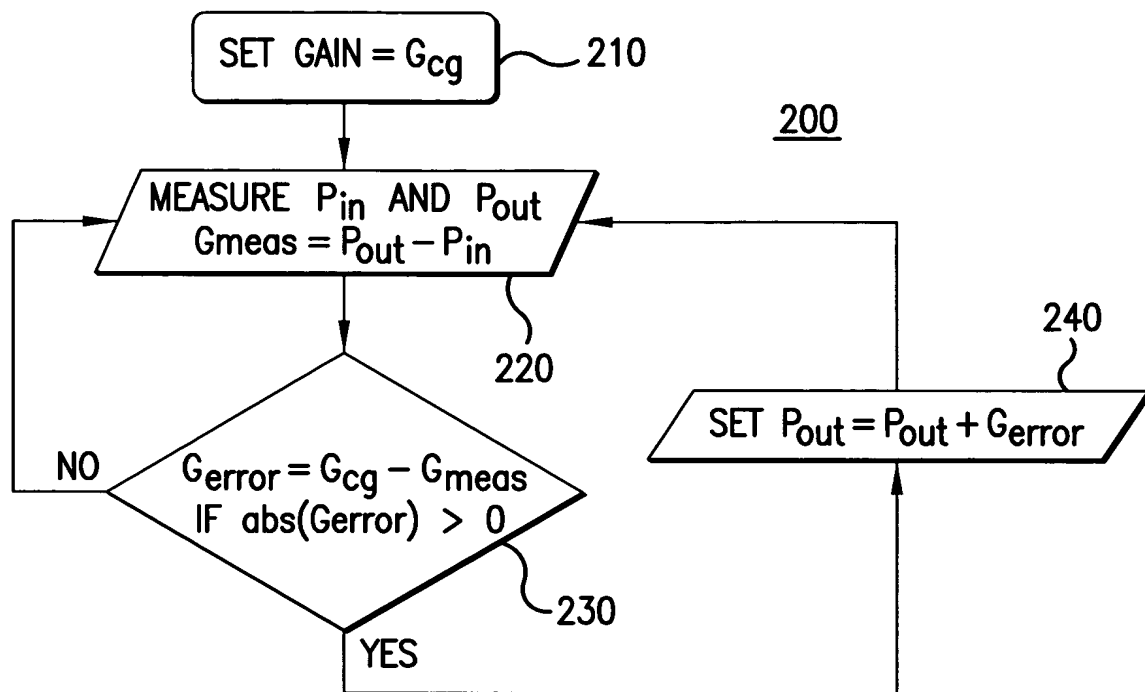 SET GAIN = Gcg
210
200
MEASURE Pin AND Pout
Gmeas = Pout - Pin
220
240
SET Pout = Pout + Gerror
NO
Gerror = Gcg - Gmeas
IF abs(Gerror) > 0
230
YES